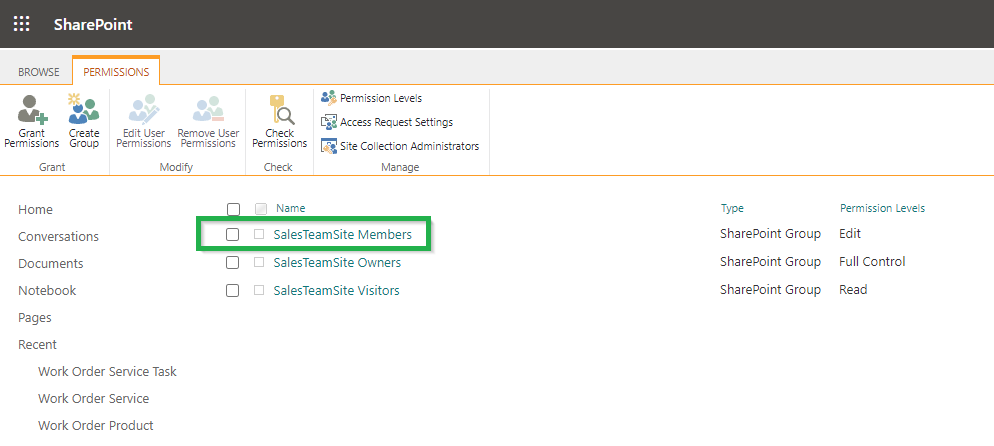 SharePoint
BROWSE PERMISSIONS
Grant Permissions
Create Group
Edit User Permissions
Remove User Permissions
Check Permissions
Permission Levels
Access Request Settings
Site Collection Administrators
Grant Modify Check Manage
Home
Conversations
Documents
Notebook
Pages
Recent
Work Order Service Task
Work Order Service
Work Order Product
Name Type Permission Levels
SalesTeamSite Members SharePoint Group Edit
SalesTeamSite Owners SharePoint Group Full Control
SalesTeamSite Visitors SharePoint Group Read